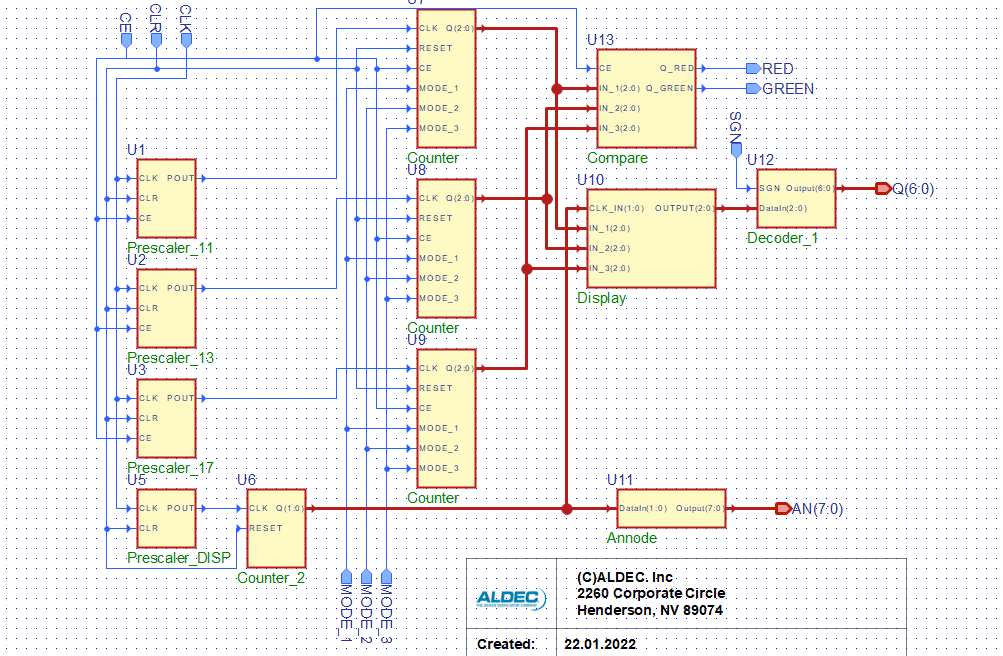 CE
CLR
CLK
CLK Q(2:0)
RESET
CE
MODE_1
MODE_2
MODE_3
Counter
U13
CE Q_RED
IN_1(2:0) Q_GREEN
IN_2(2:0)
IN_3(2:0)
Compare
RED
GREEN
SGN
U12
SGN Output(6:0)
DataIn(2:0)
Decoder_1
Q(6:0)
U1
CLK POUT
CLR
CE
Prescaler_11
U8
CLK Q(2:0)
RESET
CE
MODE_1
MODE_2
MODE_3
Counter
U10
CLK_IN(1:0) OUTPUT(2:0)
IN_1(2:0)
IN_2(2:0)
IN_3(2:0)
Display
U2
CLK POUT
CLR
CE
Prescaler_13
U9
CLK Q(2:0)
RESET
CE
MODE_1
MODE_2
MODE_3
Counter
U3
CLK POUT
CLR
CE
Prescaler_17
U5
CLK POUT
CLR
Prescaler_DISP
U6
CLK Q(1:0)
RESET
Counter_2
U11
DataIn(1:0) Output(7:0)
Annode
AN(7:0)
MODE_1
MODE_2
MODE_3
ALDEC
(C)ALDEC. Inc
2260 Corporate Circle
Henderson, NV 89074
Created: 22.01.2022